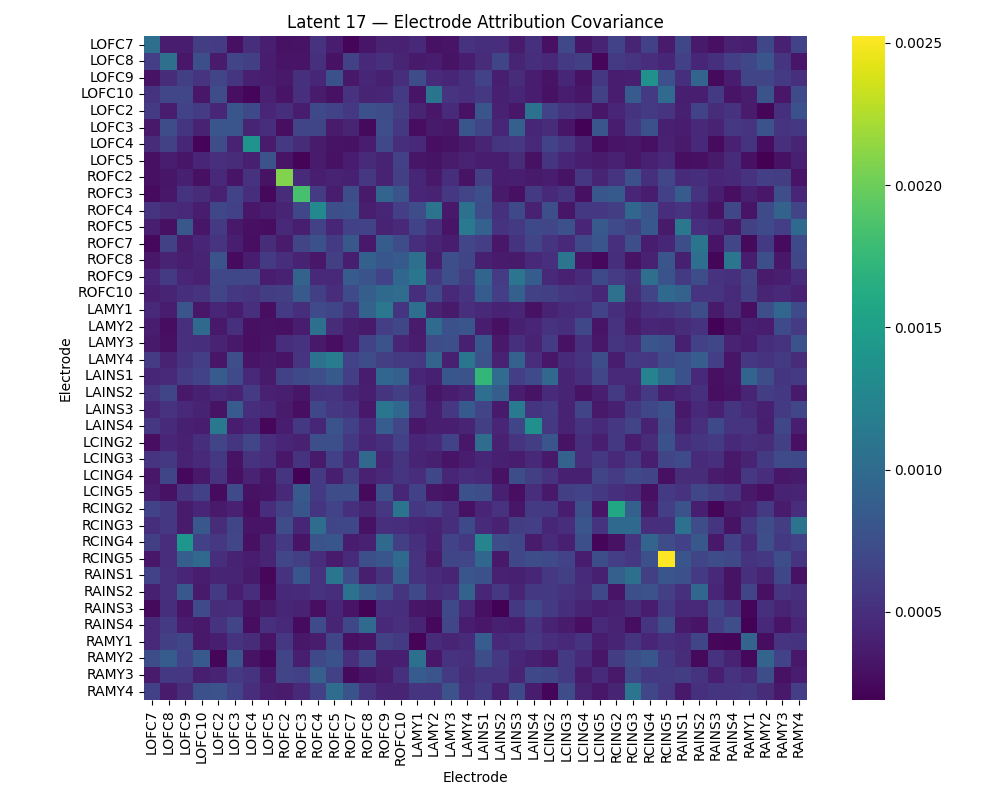 Latent 17 — Electrode Attribution Covariance
Electrode
LOFC7
LOFC8
LOFC9
LOFC10
LOFC2
LOFC3
LOFC4
LOFC5
ROFC2
ROFC3
ROFC4
ROFC5
ROFC7
ROFC8
ROFC9
ROFC10
LAMY1
LAMY2
LAMY3
LAMY4
LAINS1
LAINS2
LAINS3
LAINS4
LCING2
LCING3
LCING4
LCING5
RCING2
RCING3
RCING4
RCING5
RAINS1
RAINS2
RAINS3
RAINS4
RAMY1
RAMY2
RAMY3
RAMY4
LOFC7
LOFC8
LOFC9
LOFC10
LOFC2
LOFC3
LOFC4
LOFC5
ROFC2
ROFC3
ROFC4
ROFC5
ROFC7
ROFC8
ROFC9
ROFC10
LAMY1
LAMY2
LAMY3
LAMY4
LAINS1
LAINS2
LAINS3
LAINS4
LCING2
LCING3
LCING4
LCING5
RCING2
RCING3
RCING4
RCING5
RAINS1
RAINS2
RAINS3
RAINS4
RAMY1
RAMY2
RAMY3
RAMY4
Electrode
0.0025
0.0020
0.0015
0.0010
0.0005